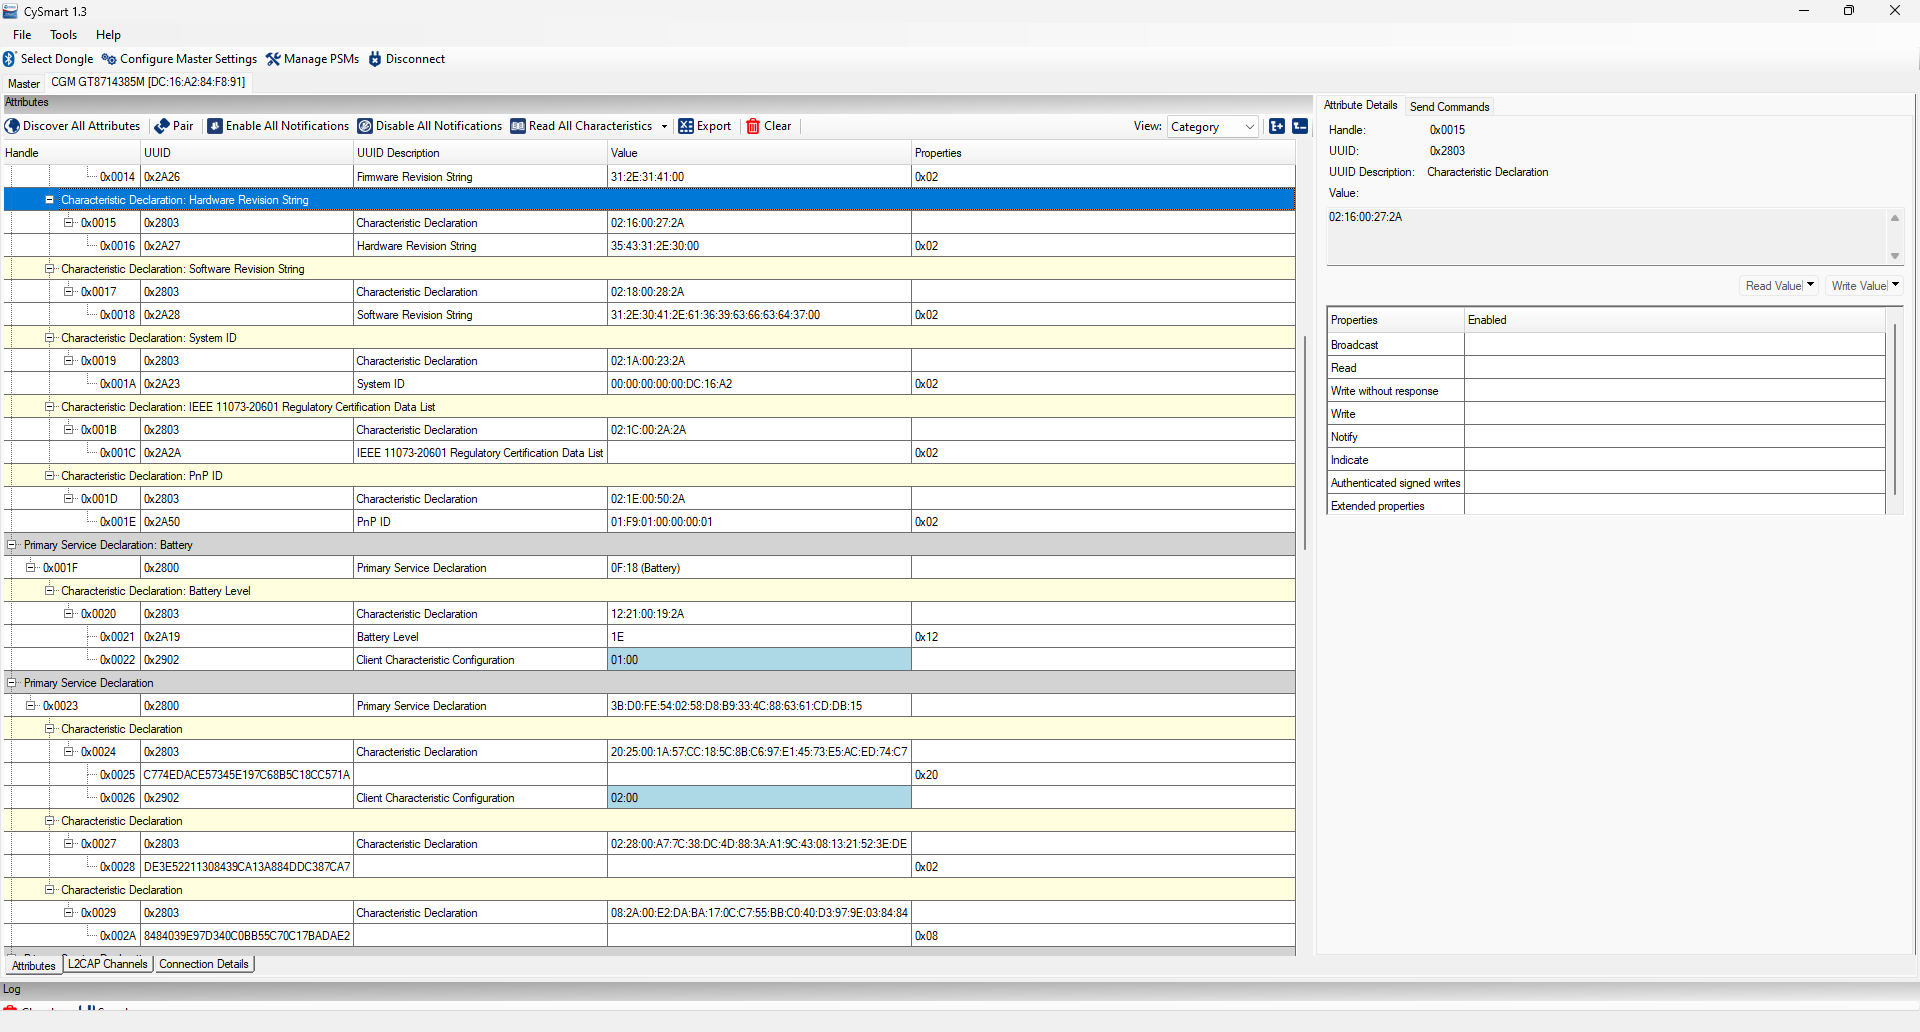 CySmart 1.3
File Tools Help
Select Dongle Configure Master Settings Manage PSMs Disconnect
Master CGM GT8714385M [DC:16:A2:84:F8:91]
Attributes
Discover All Attributes Pair Enable All Notifications Disable All Notifications Read All Characteristics Export Clear View: Category
Handle UUID UUID Description Value Properties
0x0014 0x2A26 Firmware Revision String 31:2E:31:41:00 0x02
Characteristic Declaration: Hardware Revision String
0x0015 0x2803 Characteristic Declaration 02:16:00:27:2A
0x0016 0x2A27 Hardware Revision String 35:43:31:2E:30:00 0x02
Characteristic Declaration: Software Revision String
0x0017 0x2803 Characteristic Declaration 02:18:00:28:2A
0x0018 0x2A28 Software Revision String 31:2E:30:41:2E:61:36:39:63:66:63:64:37:00 0x02
Characteristic Declaration: System ID
0x0019 0x2803 Characteristic Declaration 02:1A:00:23:2A
0x001A 0x2A23 System ID 00:00:00:00:00:DC:16:A2 0x02
Characteristic Declaration: IEEE 11073-20601 Regulatory Certification Data List
0x001B 0x2803 Characteristic Declaration 02:1C:00:2A:2A
0x001C 0x2A2A IEEE 11073-20601 Regulatory Certification Data List 0x02
Characteristic Declaration: PnP ID
0x001D 0x2803 Characteristic Declaration 02:1E:00:50:2A
0x001E 0x2A50 PnP ID 01:F9:01:00:00:00:01 0x02
Primary Service Declaration: Battery
0x001F 0x2800 Primary Service Declaration 0F:18 (Battery)
Characteristic Declaration: Battery Level
0x0020 0x2803 Characteristic Declaration 12:21:00:19:2A
0x0021 0x2A19 Battery Level 1E 0x12
0x0022 0x2902 Client Characteristic Configuration 01:00
Primary Service Declaration
0x0023 0x2800 Primary Service Declaration 3B:D0:FE:54:02:58:D8:B9:33:4C:88:63:61:CD:DB:15
Characteristic Declaration
0x0024 0x2803 Characteristic Declaration 20:25:00:1A:57:CC:18:5C:8B:C6:97:E1:45:73:E5:AC:ED:74:C7
0x0025 C774EDACE57345E197C68B5C18CC571A 0x20
0x0026 0x2902 Client Characteristic Configuration 02:00
Characteristic Declaration
0x0027 0x2803 Characteristic Declaration 02:28:00:A7:7C:38:DC:4D:88:3A:A1:9C:43:08:13:21:52:3E:DE
0x0028 DE3E52211308439CA13A884DDC387CA7 0x02
Characteristic Declaration
0x0029 0x2803 Characteristic Declaration 08:2A:00:E2:DA:BA:17:0C:C7:55:BB:C0:40:D3:97:9E:03:84:84
0x002A 8484039E97D340C0BB55C70C17BADAE2 0x08
Attributes L2CAP Channels Connection Details
Log
Attribute Details Send Commands
Handle: 0x0015
UUID: 0x2803
UUID Description: Characteristic Declaration
Value:
02:16:00:27:2A
Read Value Write Value
Properties Enabled
Broadcast
Read
Write without response
Write
Notify
Indicate
Authenticated signed writes
Extended properties